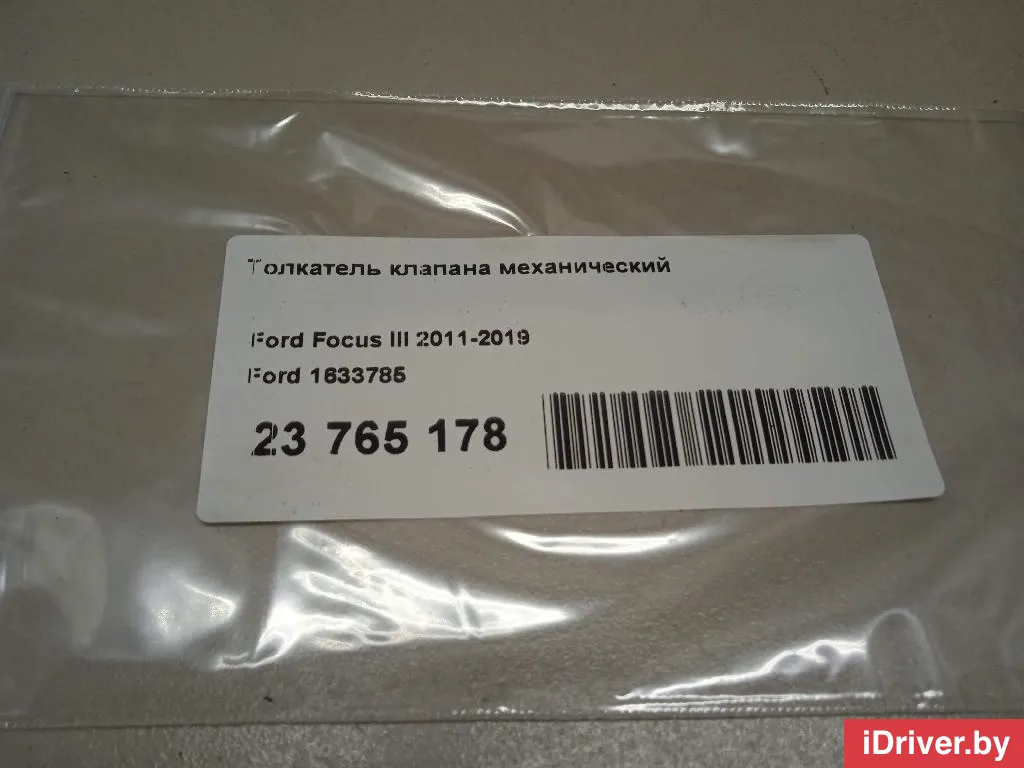 Толкатель клапана механический
Ford Focus III 2011-2019
Ford 1633785
23 765 178
iDriver.by